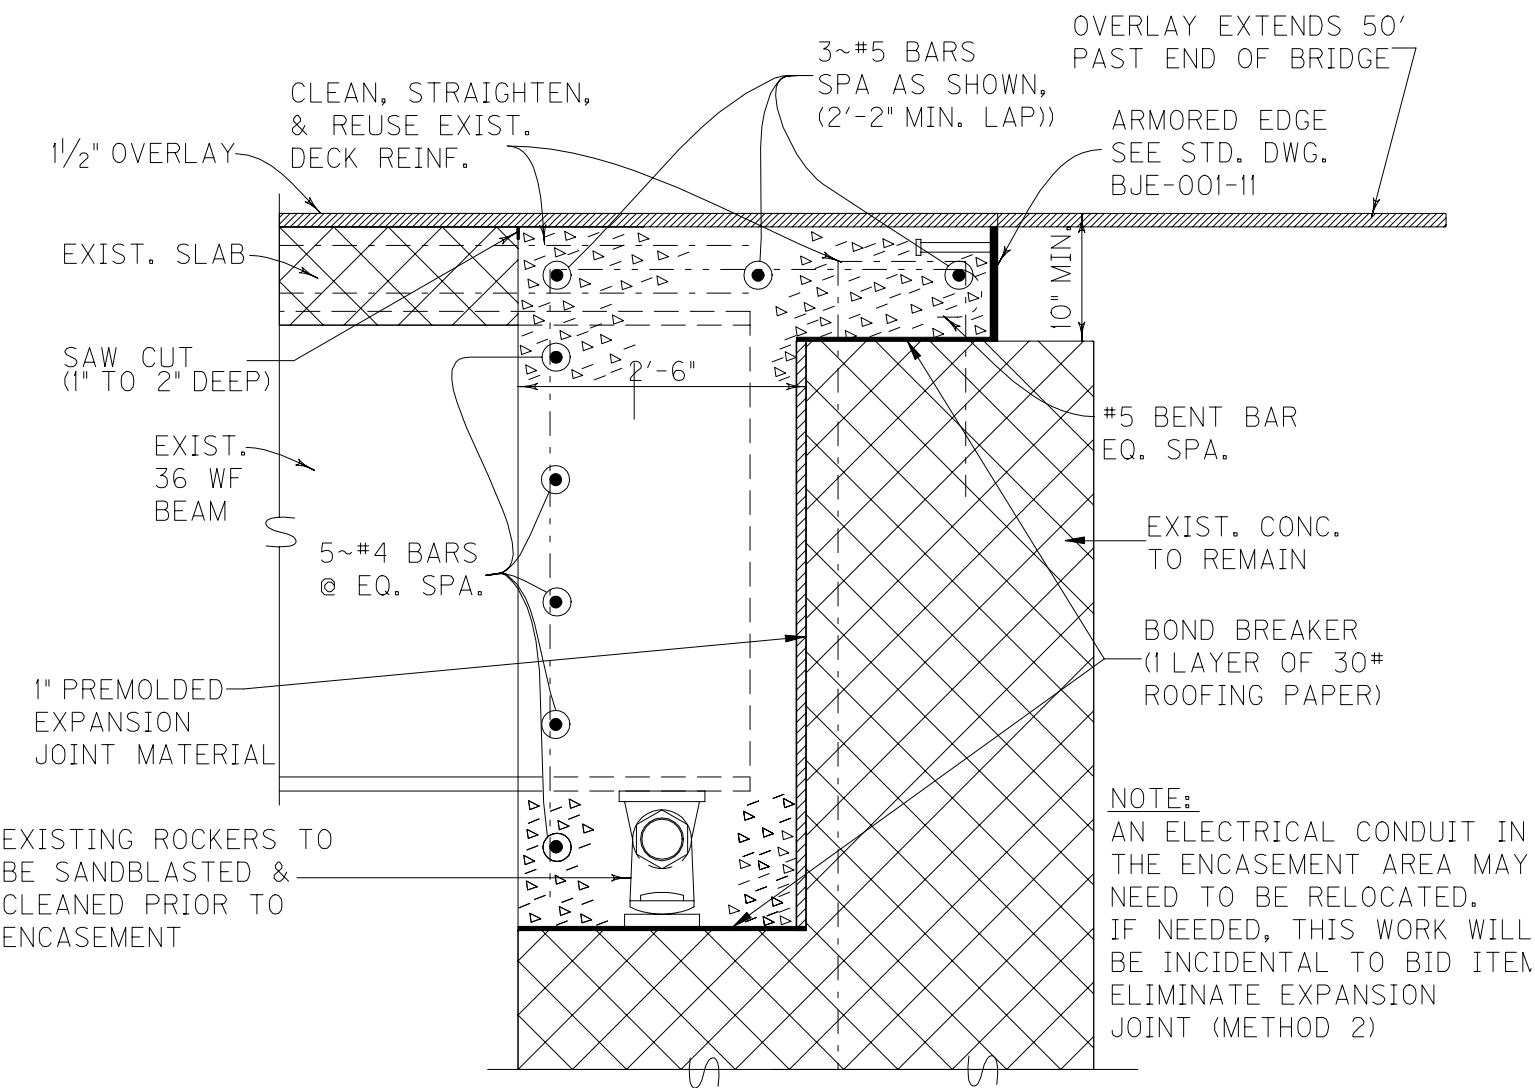 OVERLAY EXTENDS 50'
PAST END OF BRIDGE
3~#5 BARS
SPA AS SHOWN,
(2'-2" MIN. LAP))
CLEAN, STRAIGHTEN,
& REUSE EXIST.
DECK REINF.
ARMORED EDGE
SEE STD. DWG.
BJE-001-11
1½" OVERLAY
EXIST. SLAB
10" MIN.
SAW CUT
(1" TO 2" DEEP)
2'-6"
#5 BENT BAR
EQ. SPA.
EXIST.
36 WF
BEAM
EXIST. CONC.
TO REMAIN
5~#4 BARS
@ EQ. SPA.
BOND BREAKER
(1 LAYER OF 30#
ROOFING PAPER)
1" PREMOLDED
EXPANSION
JOINT MATERIAL
EXISTING ROCKERS TO
BE SANDBLASTED &
CLEANED PRIOR TO
ENCASEMENT
NOTE:
AN ELECTRICAL CONDUIT IN
THE ENCASEMENT AREA MAY
NEED TO BE RELOCATED.
IF NEEDED, THIS WORK WILL
BE INCIDENTAL TO BID ITEM
ELIMINATE EXPANSION
JOINT (METHOD 2)